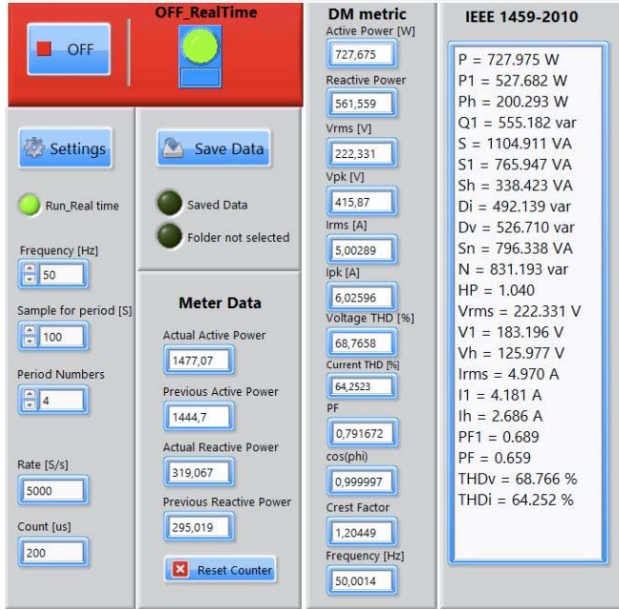 OFF
OFF_RealTime
Settings
Save Data
Run_Real time
Saved Data
Folder not selected
Frequency [Hz]
50
Sample for period [S]
100
Period Numbers
4
Rate [S/s]
5000
Count [us]
200
Meter Data
Actual Active Power
1477,07
Previous Active Power
1444,7
Actual Reactive Power
319,067
Previous Reactive Power
295,019
Reset Counter
DM metric
Active Power [W]
727,675
Reactive Power
561,559
Vrms [V]
222,331
Vpk [V]
415,87
Irms [A]
5,00289
Ipk [A]
6,02596
Voltage THD [%]
68,7658
Current THD [%]
64,2523
PF
0,791672
cos(phi)
0,999997
Crest Factor
1,20449
Frequency [Hz]
50,0014
IEEE 1459-2010
P = 727.975 W
P1 = 527.682 W
Ph = 200.293 W
Q1 = 555.182 var
S = 1104.911 VA
S1 = 765.947 VA
Sh = 338.423 VA
Di = 492.139 var
Dv = 526.710 var
Sn = 796.338 VA
N = 831.193 var
HP = 1.040
Vrms = 222.331 V
V1 = 183.196 V
Vh = 125.977 V
Irms = 4.970 A
I1 = 4.181 A
Ih = 2.686 A
PF1 = 0.689
PF = 0.659
THDv = 68.766 %
THDi = 64.252 %